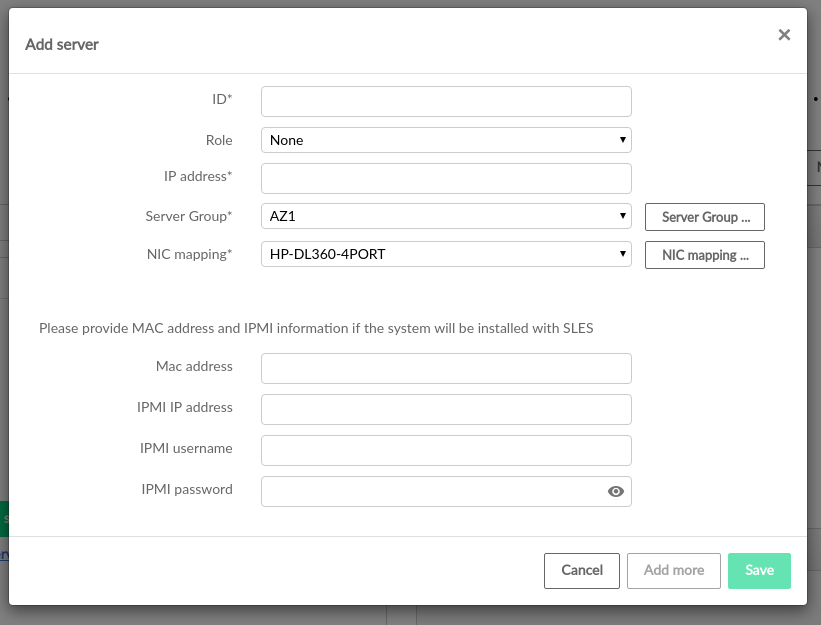 Add server
×
ID*
Role None
IP address*
Server Group* AZ1 Server Group ...
NIC mapping* HP-DL360-4PORT NIC mapping ...
Please provide MAC address and IPMI information if the system will be installed with SLES
Mac address
IPMI IP address
IPMI username
IPMI password
Cancel Add more Save